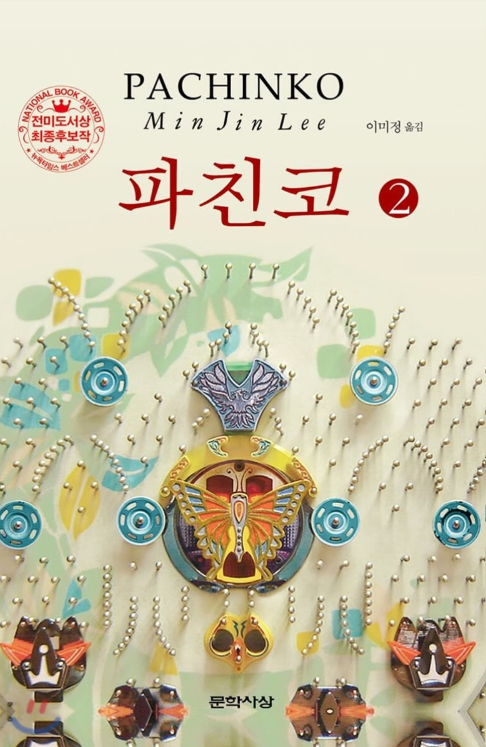 PACHINKO
Min Jin Lee
이미정 옮김
NATIONAL BOOK AWARD
전미도서상
최종후보작
뉴욕타임스 베스트셀러
파친코 2
문학사상